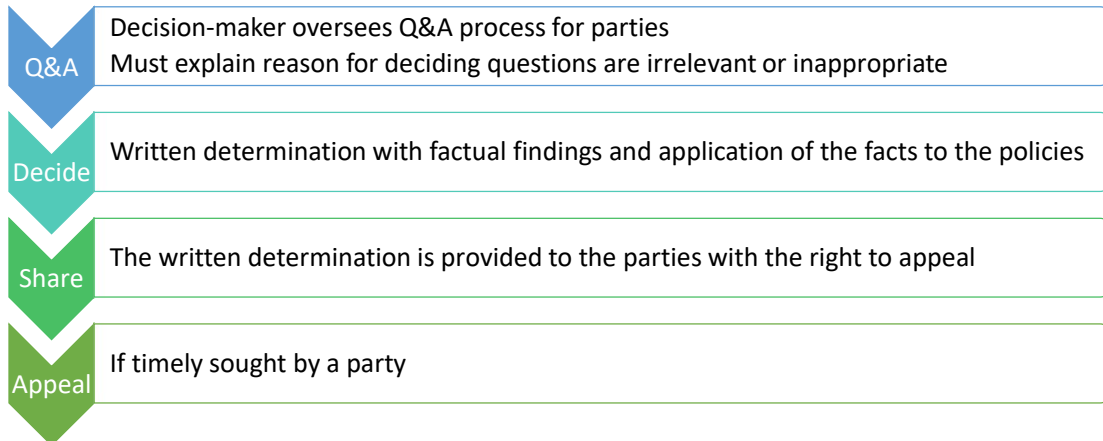 Q&A
Decision-maker oversees Q&A process for parties
Must explain reason for deciding questions are irrelevant or inappropriate
Decide
Written determination with factual findings and application of the facts to the policies
Share
The written determination is provided to the parties with the right to appeal
Appeal
If timely sought by a party